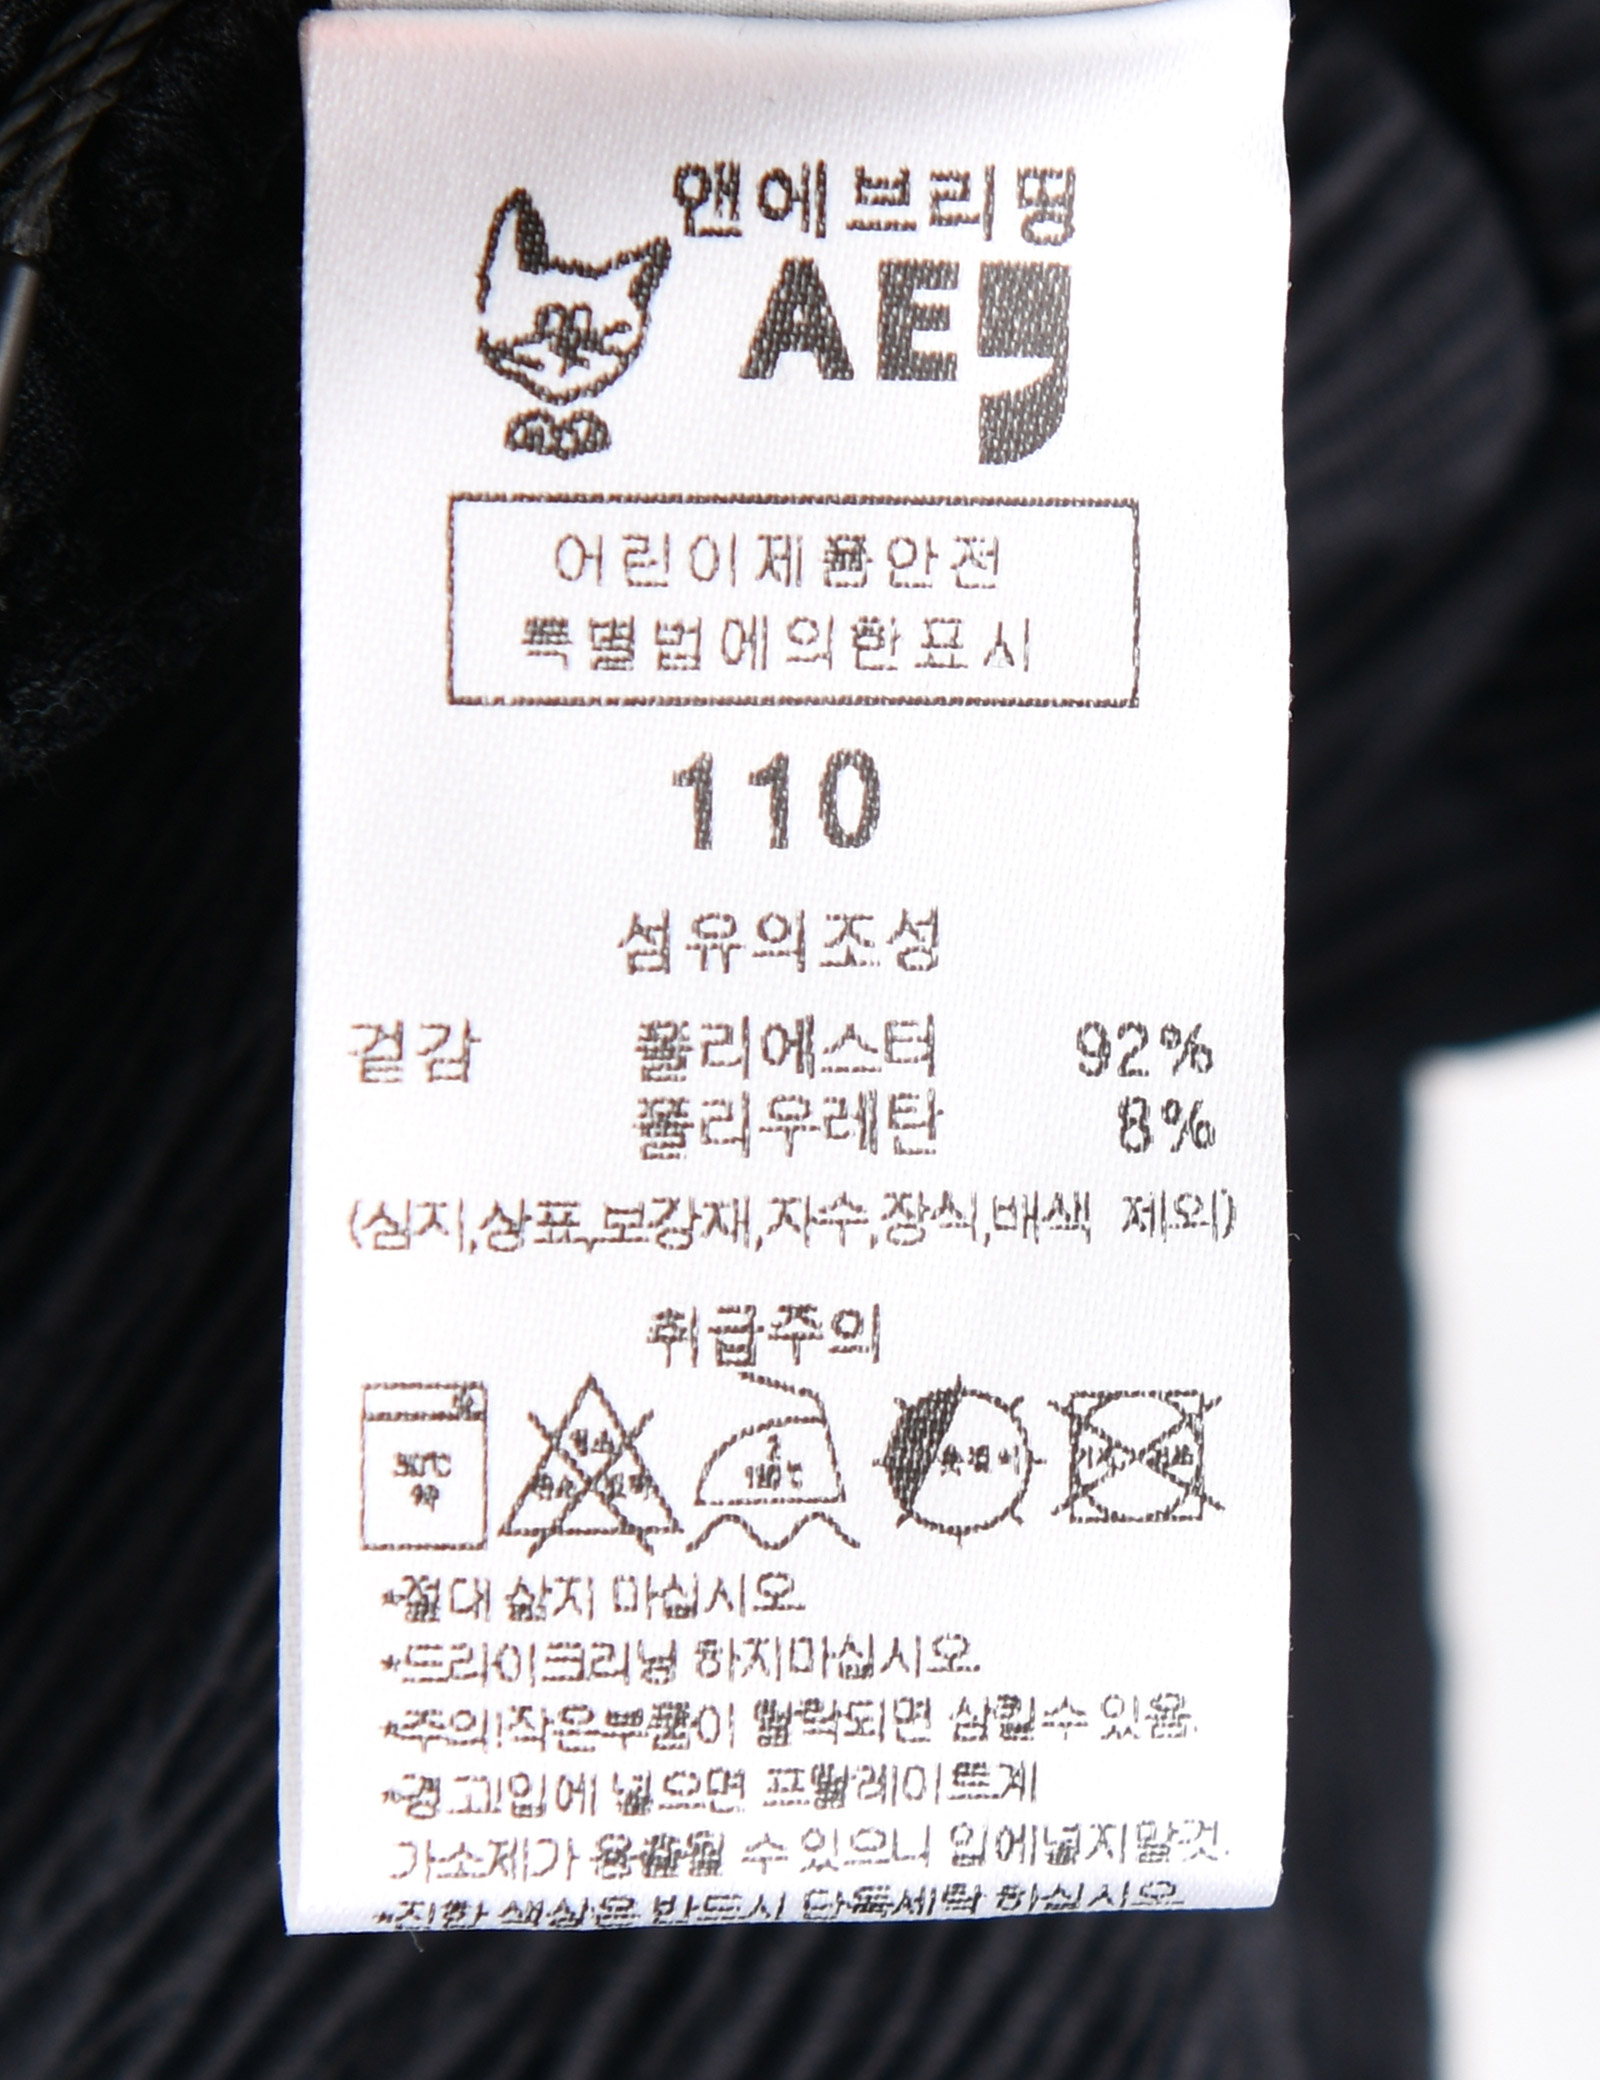 앤에브리띵
AE,
어린이제품안전
특별법에의한표시
110
섬유의조성
겉감 폴리에스터 92%
폴리우레탄 8%
(심지,상표,보강재,자수,장식,배색 제외)
취급주의
30℃
약
염소
2
110℃
*절대 삶지 마십시오
*드라이크리닝 하지마십시오.
*주의!작은부품이 탈락되면 삼킬수있음.
*경고!입에 넣으면 프탈레이트계
가소제가 용출될 수있으니 입에넣지말것.
*진한 색상은 반드시 단독세탁 하십시오